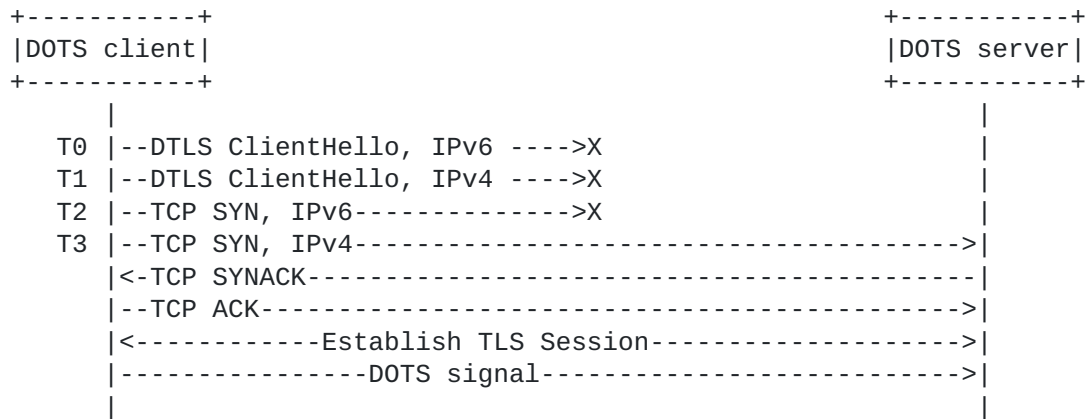 +-----------+                                     +-----------+
|DOTS client|                                     |DOTS server|
+-----------+                                     +-----------+
      |                                                 |
   T0 |--DTLS ClientHello, IPv6 ---->X                  |
   T1 |--DTLS ClientHello, IPv4 ---->X                  |
   T2 |--TCP SYN, IPv6-------------->X                  |
   T3 |--TCP SYN, IPv4--------------------------------->|
      |<-TCP SYNACK-------------------------------------|
      |--TCP ACK--------------------------------------->|
      |<------------Establish TLS Session-------------->|
      |----------------DOTS signal--------------------->|
      |                                                 |